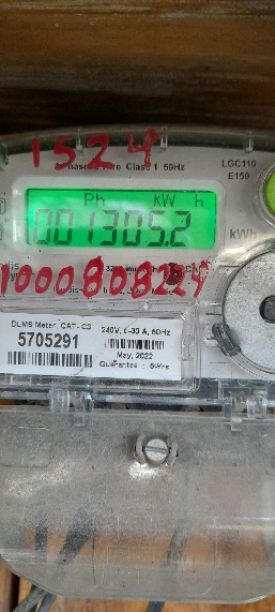 1524
Class 1 50Hz
LGC110
E150
Ph kW h
001305.2
kWh
1000808229
DLMS Meter, CAT- C3
5705291
240V, 5-30 A, 50Hz
May, 2022
Guarantee : 5Yrs